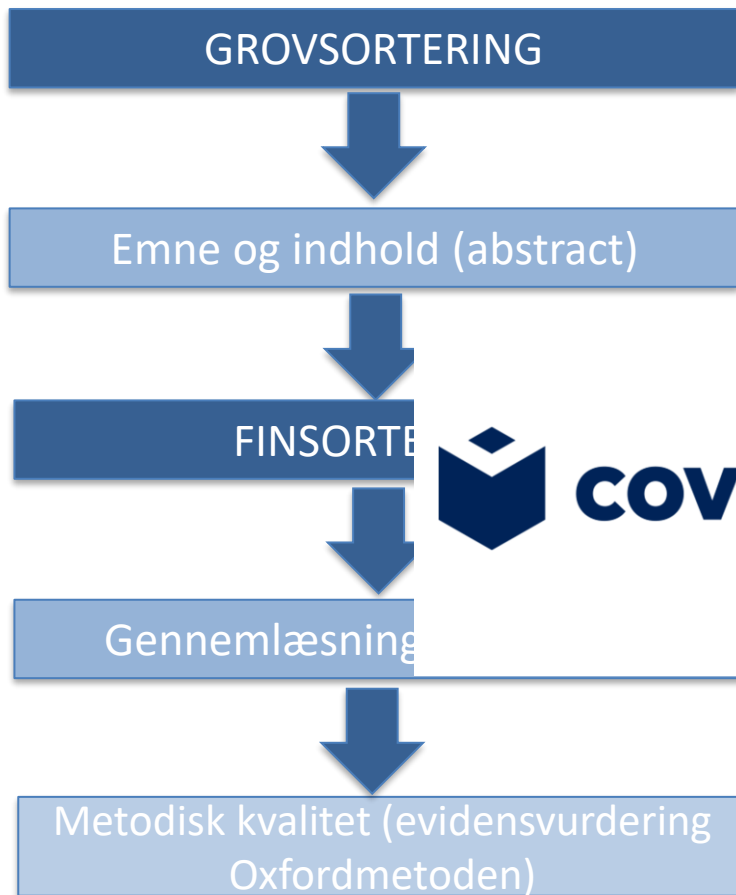 GROVSORTERING
Emne og indhold (abstract)
FINSORTE
cov
Gennemlæsning
Metodisk kvalitet (evidensvurdering
Oxfordmetoden)